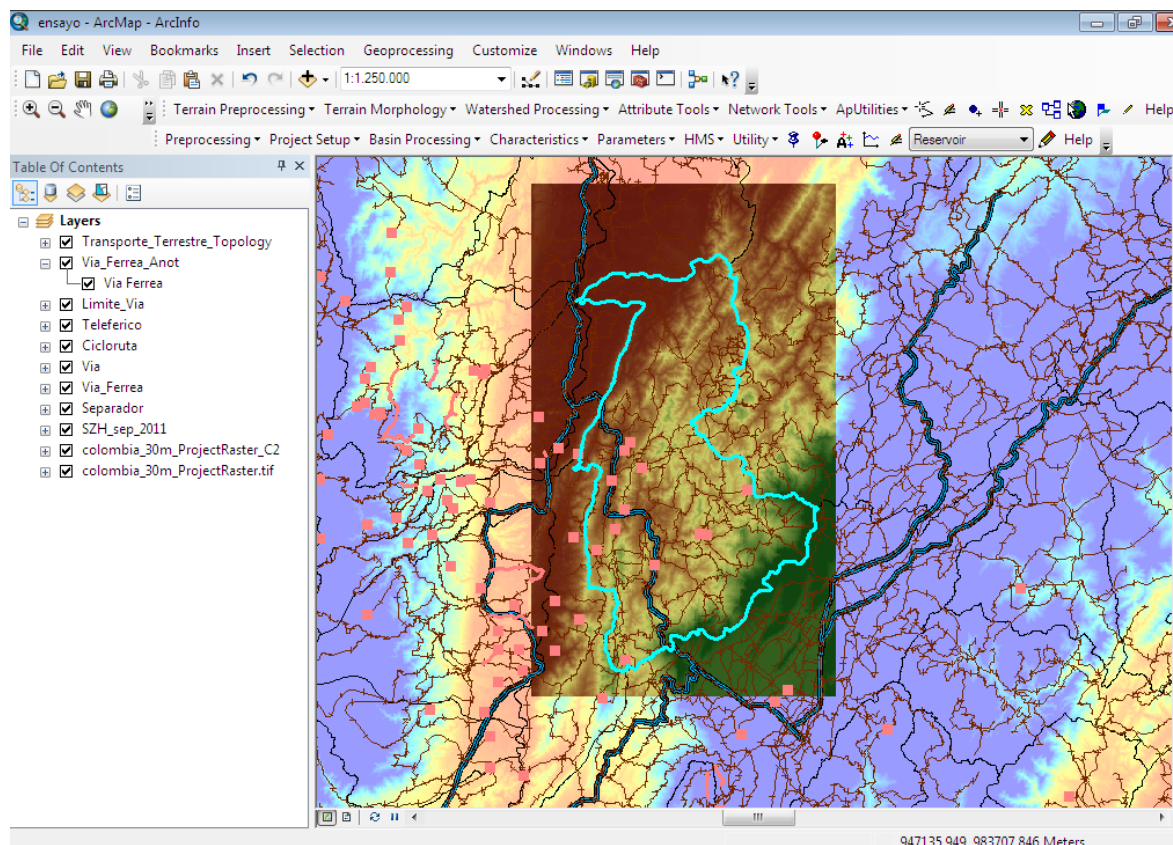 ensayo - ArcMap - ArcInfo
File Edit View Bookmarks Insert Selection Geoprocessing Customize Windows Help
1:1.250.000
Terrain Preprocessing Terrain Morphology Watershed Processing Attribute Tools Network Tools ApUtilities Help
Preprocessing Project Setup Basin Processing Characteristics Parameters HMS Utility Reservoir Help
Table Of Contents
Layers
Transporte_Terrestre_Topology
Via_Ferrea_Anot
Via Ferrea
Limite_Via
Teleferico
Cicloruta
Via
Via_Ferrea
Separador
SZH_sep_2011
colombia_30m_ProjectRaster_C2
colombia_30m_ProjectRaster.tif
947135,949 983707,846 Meters